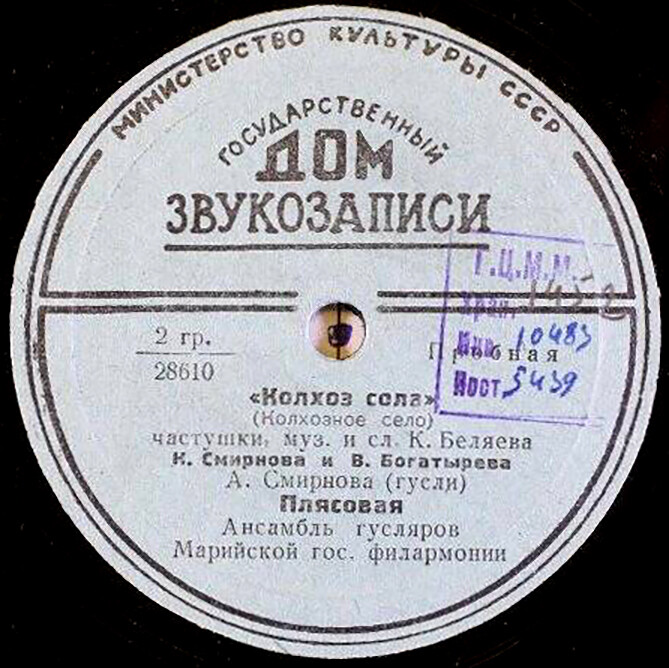 МИНИСТЕРСТВО КУЛЬТУРЫ СССР
ГОСУДАРСТВЕННЫЙ
ДОМ
ЗВУКОЗАПИСИ
Г.Ц.М.М.
Инв. 10483
Пост. 5439
2 гр.
28610
Пробная
«Колхоз сола»
(Колхозное село)
частушки, муз. и сл. К. Беляева
К. Смирнова и В. Богатырева
А. Смирнова (гусли)
Плясовая
Ансамбль гусляров
Марийской гос. филармонии